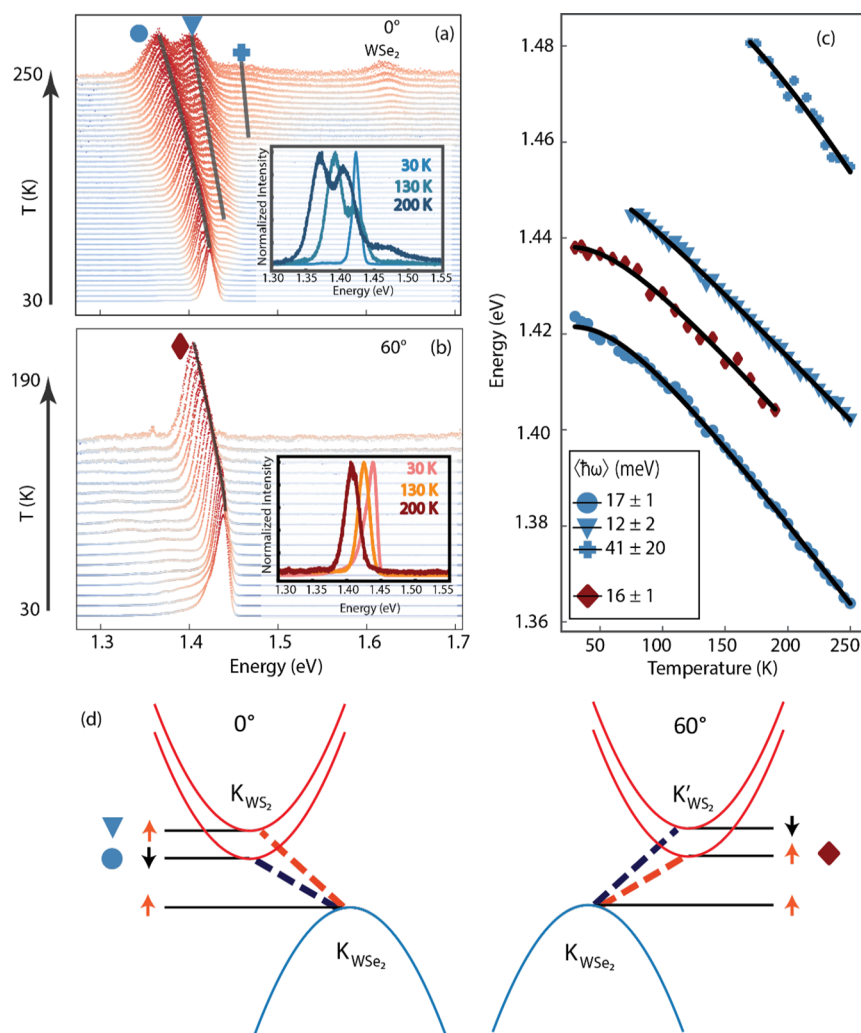 0°
(a)
WSe₂
250
T (K)
30
Normalized Intensity
30 K
130 K
200 K
1.30 1.35 1.40 1.45 1.50 1.55
Energy (eV)
(b)
60°
190
T (K)
30
Normalized Intensity
30 K
130 K
200 K
1.30 1.35 1.40 1.45 1.50 1.55
Energy (eV)
1.3 1.4 1.5 1.6 1.7
Energy (eV)
(c)
1.48
1.46
1.44
1.42
1.40
1.38
1.36
Energy (eV)
⟨ħω⟩ (meV)
17 ± 1
12 ± 2
41 ± 20
16 ± 1
50 100 150 200 250
Temperature (K)
(d)
0°
K WS₂
K WSe₂
60°
K′ WS₂
K WSe₂